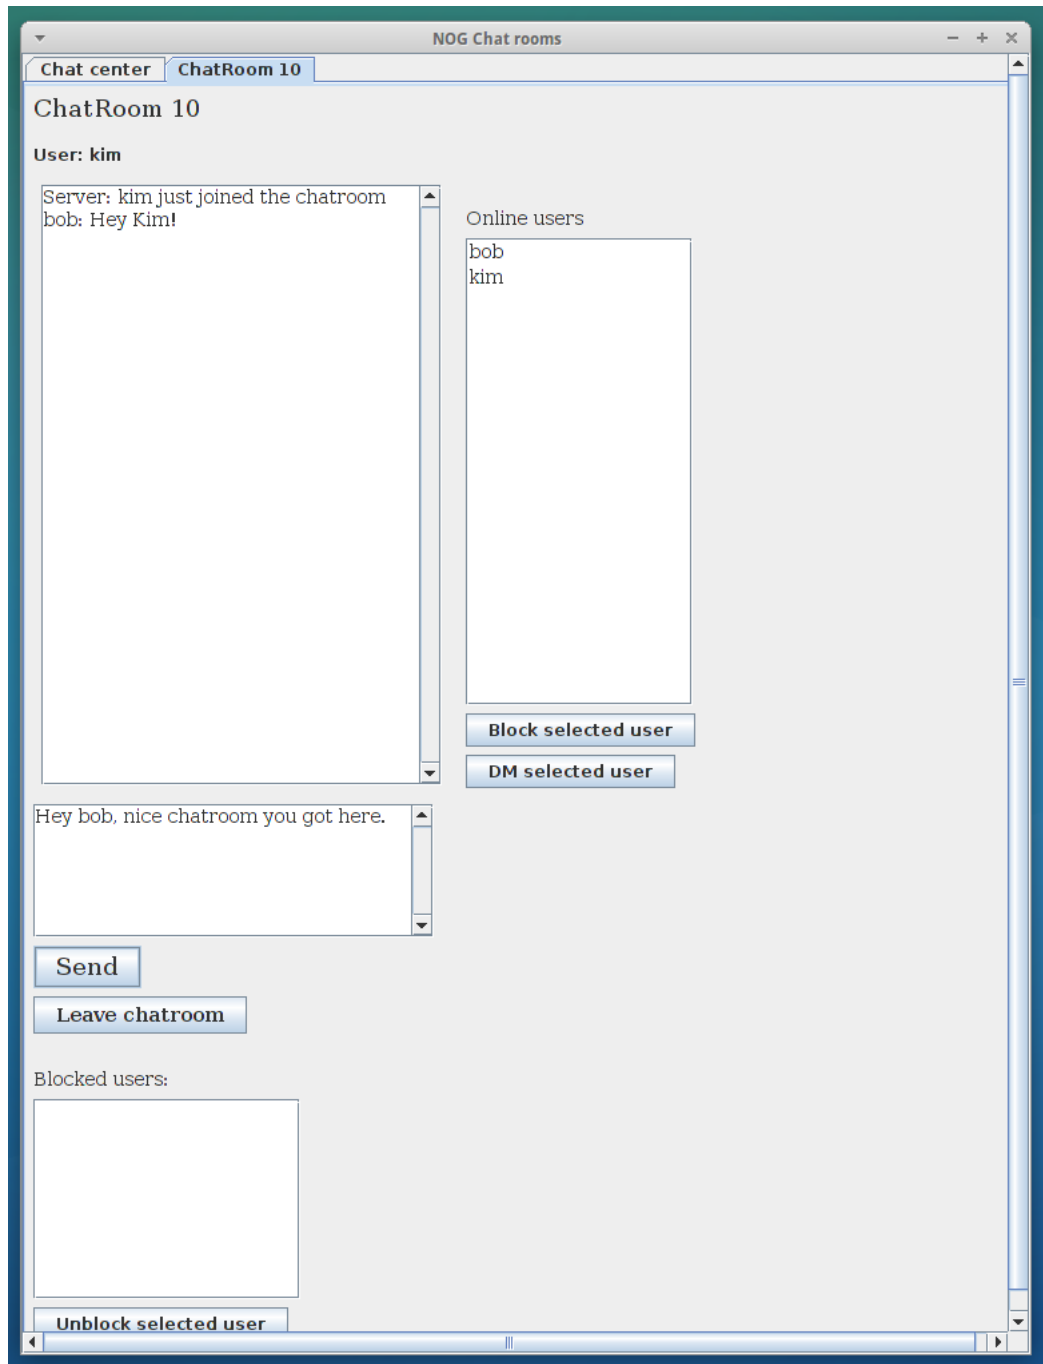 NOG Chat rooms
Chat center
ChatRoom 10
ChatRoom 10
User: kim
Server: kim just joined the chatroom
bob: Hey Kim!
Online users
bob
kim
Block selected user
DM selected user
Hey bob, nice chatroom you got here.
Send
Leave chatroom
Blocked users:
Unblock selected user